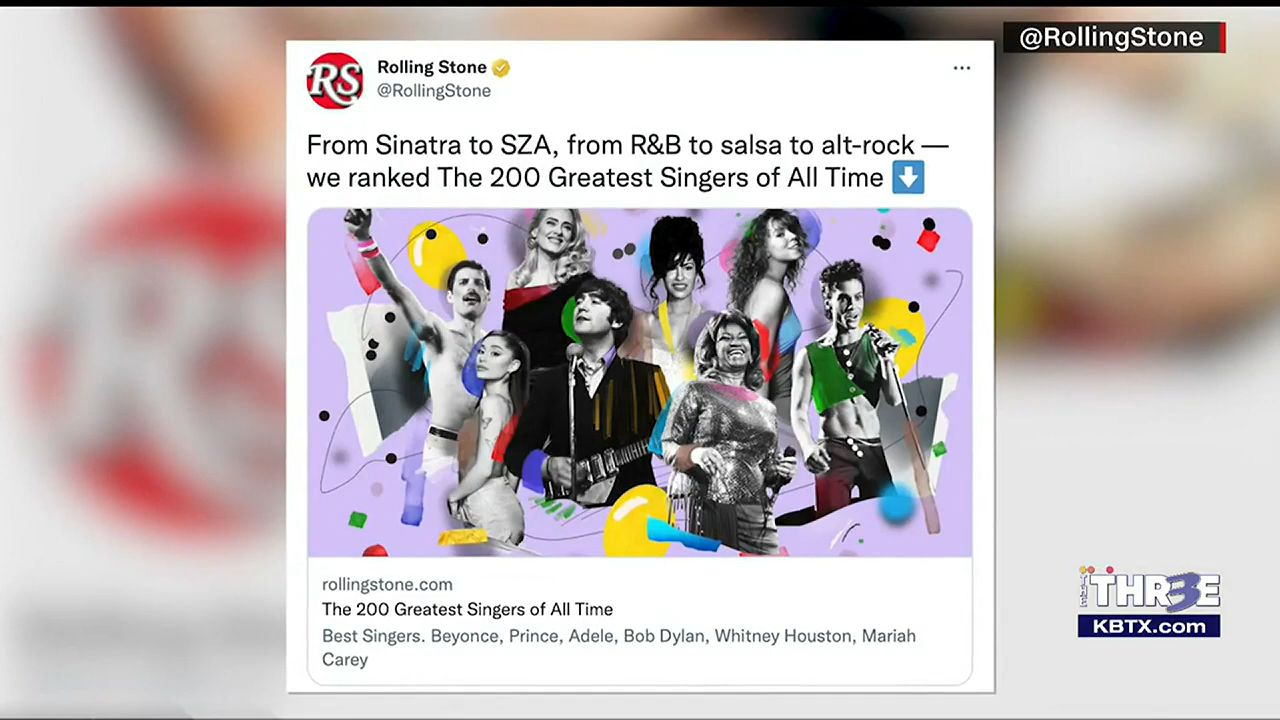 @RollingStone
RS
Rolling Stone
@RollingStone
From Sinatra to SZA, from R&B to salsa to alt-rock —
we ranked The 200 Greatest Singers of All Time ⬇️
rollingstone.com
The 200 Greatest Singers of All Time
Best Singers. Beyonce, Prince, Adele, Bob Dylan, Whitney Houston, Mariah
Carey
THE THR3E
KBTX.com